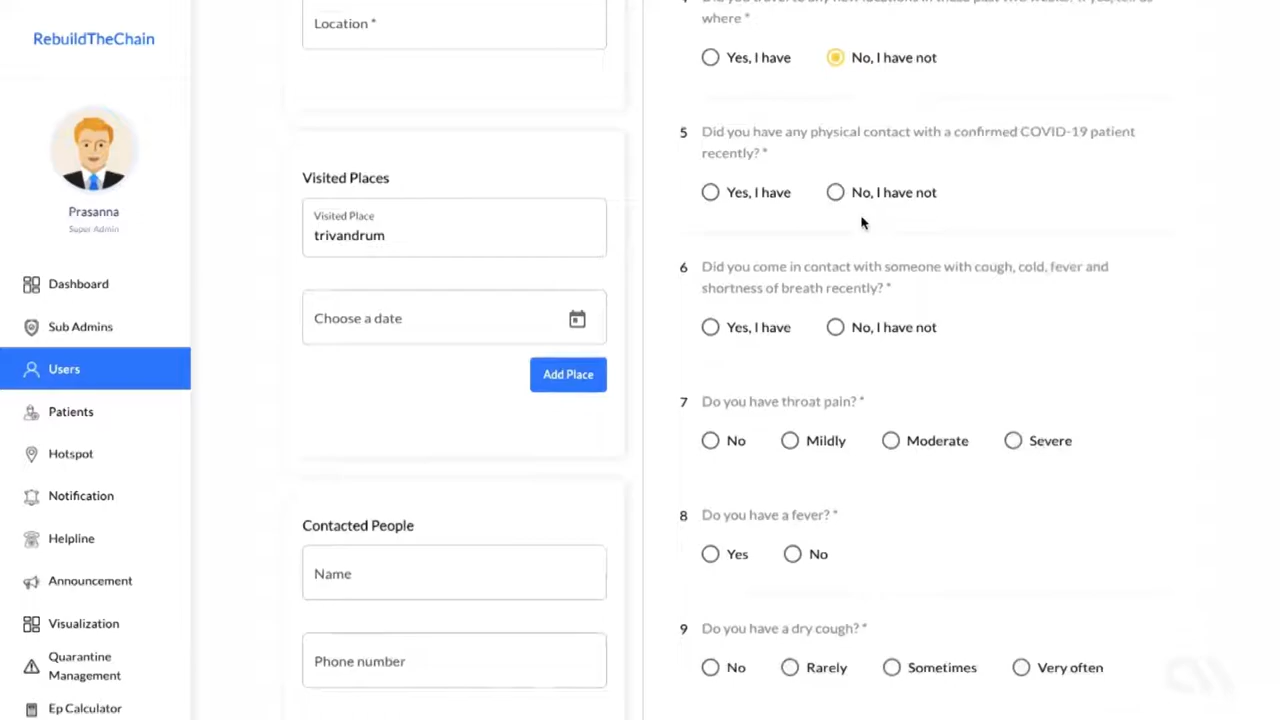 RebuildTheChain
Prasanna
Super Admin
Dashboard
Sub Admins
Users
Patients
Hotspot
Notification
Helpline
Announcement
Visualization
Quarantine
Management
Ep Calculator
Location *
Visited Places
Visited Place
trivandrum
Choose a date
Add Place
Contacted People
Name
Phone number
where *
Yes, I have
No, I have not
5 Did you have any physical contact with a confirmed COVID-19 patient
recently? *
Yes, I have
No, I have not
6 Did you come in contact with someone with cough, cold, fever and
shortness of breath recently? *
Yes, I have
No, I have not
7 Do you have throat pain? *
No
Mildly
Moderate
Severe
8 Do you have a fever? *
Yes
No
9 Do you have a dry cough? *
No
Rarely
Sometimes
Very often